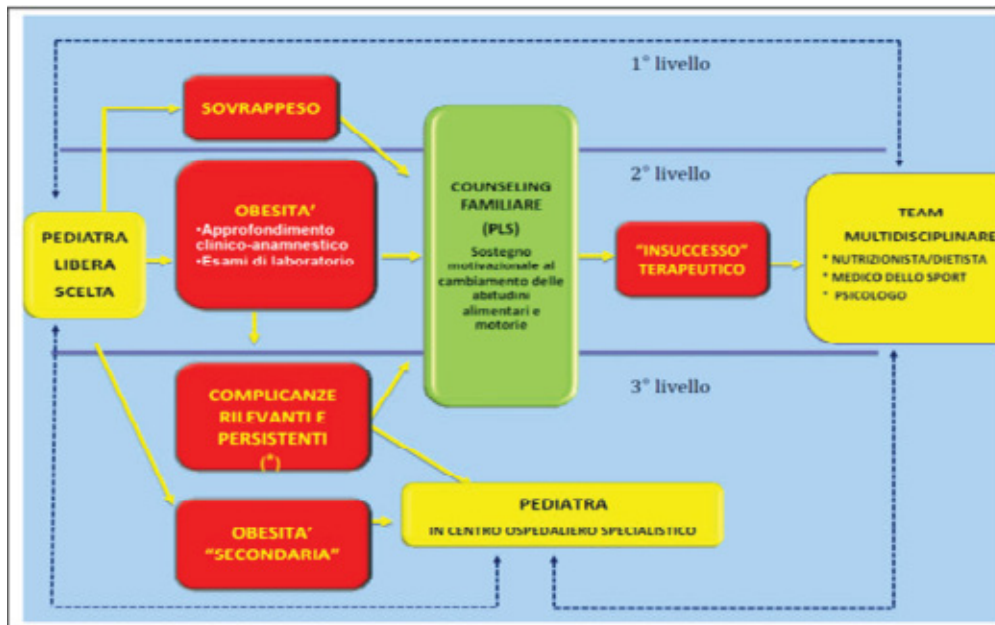 1° livello
SOVRAPPESO
2° livello
PEDIATRA
LIBERA
SCELTA
OBESITA'
•Approfondimento
clinico-anamnestico
•Esami di laboratorio
COUNSELING
FAMILIARE
(PLS)
Sostegno
motivazionale al
cambiamento delle
abitudini
alimentari e
motorie
"INSUCCESSO"
TERAPEUTICO
TEAM
MULTIDISCIPLINARE
* NUTRIZIONISTA/DIETISTA
* MEDICO DELLO SPORT
* PSICOLOGO
3° livello
COMPLICANZE
RILEVANTI E
PERSISTENTI
(*)
PEDIATRA
IN CENTRO OSPEDALIERO SPECIALISTICO
OBESITA'
"SECONDARIA"